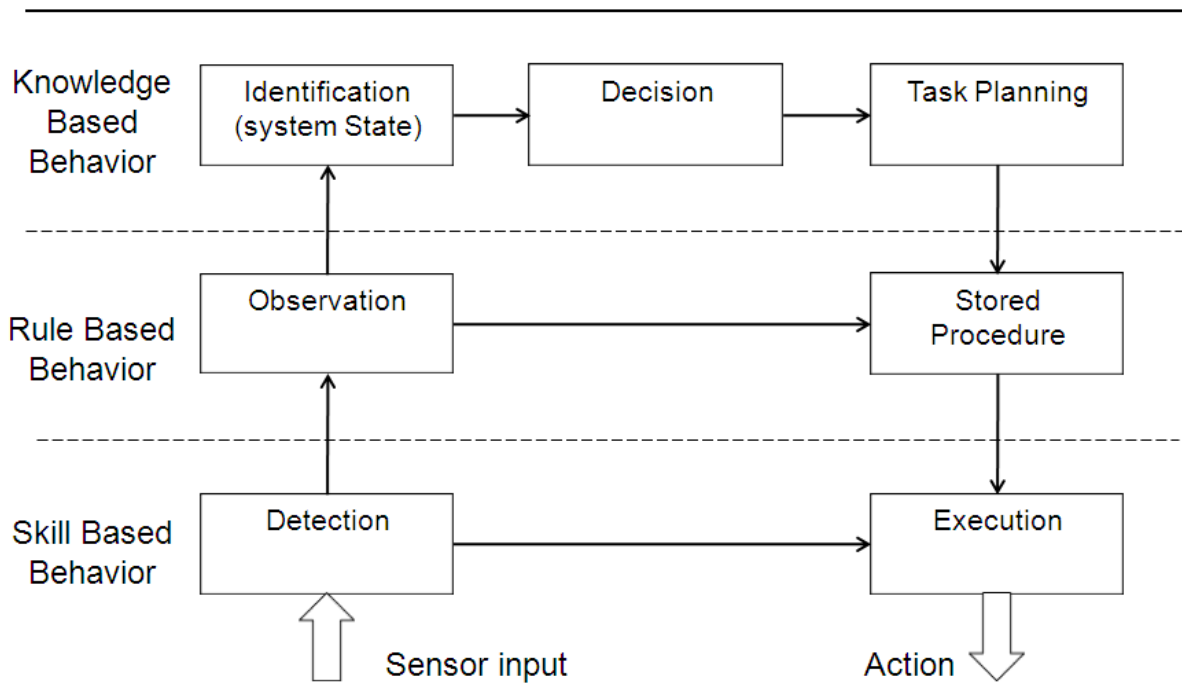 Knowledge
Based
Behavior
Identification
(system State)
Decision
Task Planning
Rule Based
Behavior
Observation
Stored
Procedure
Skill Based
Behavior
Detection
Execution
Sensor input
Action